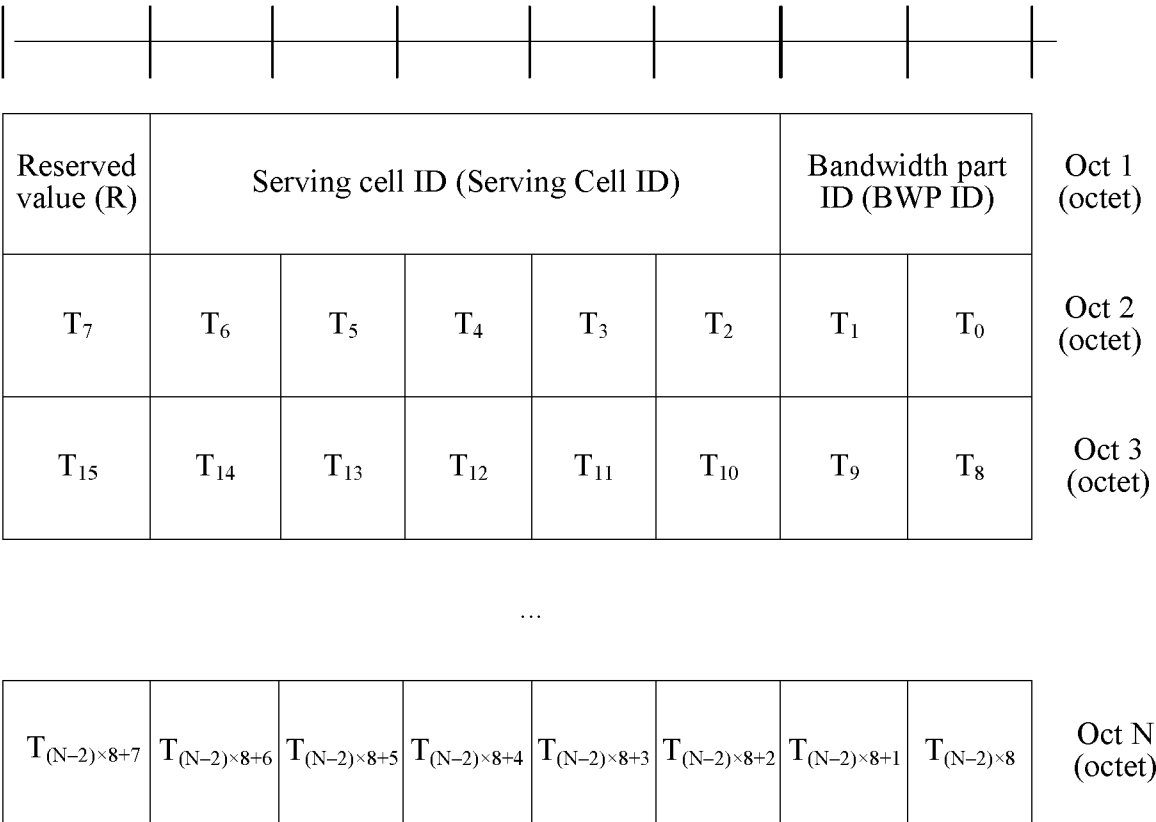 Reserved
value (R)
Serving cell ID (Serving Cell ID)
Bandwidth part
ID (BWP ID)
Oct 1
(octet)
T7 T6 T5 T4 T3 T2 T1 T0
Oct 2
(octet)
T15 T14 T13 T12 T11 T10 T9 T8
Oct 3
(octet)
...
T(N–2)×8+7 T(N–2)×8+6 T(N–2)×8+5 T(N–2)×8+4 T(N–2)×8+3 T(N–2)×8+2 T(N–2)×8+1 T(N–2)×8
Oct N
(octet)